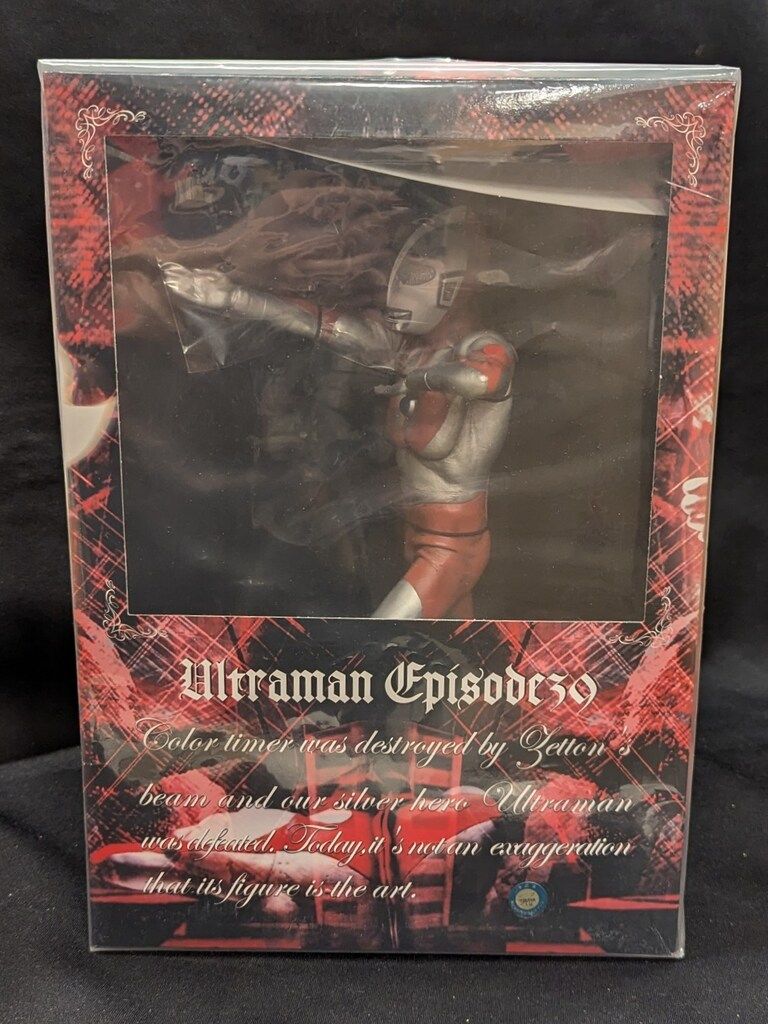 Ultraman Episode39
Color timer was destroyed by Zetton's
beam and our silver hero Ultraman
was defeated. Today, it's not an exaggeration
that its figure is the art.